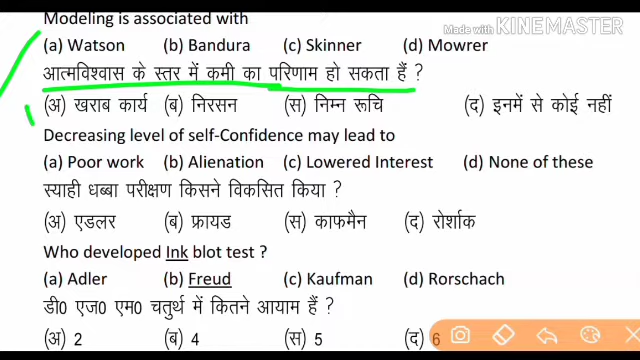 Modeling is associated with
Made with KINEMASTER
(a) Watson (b) Bandura (c) Skinner (d) Mowrer
आत्मविश्वास के स्तर में कमी का परिणाम हो सकता हैं ?
(अ) खराब कार्य (ब) निरसन (स) निम्न रूचि (द) इनमें से कोई नहीं
Decreasing level of self-Confidence may lead to
(a) Poor work (b) Alienation (c) Lowered Interest (d) None of these
स्याही धब्बा परीक्षण किसने विकसित किया ?
(अ) एडलर (ब) फ्रायड (स) काफमैन (द) रोर्शाक
Who developed Ink blot test ?
(a) Adler (b) Freud (c) Kaufman (d) Rorschach
डी0 एज0 एम0 चतुर्थ में कितने आयाम हैं ?
(अ) 2 (ब) 4 (स) 5 (द) 6